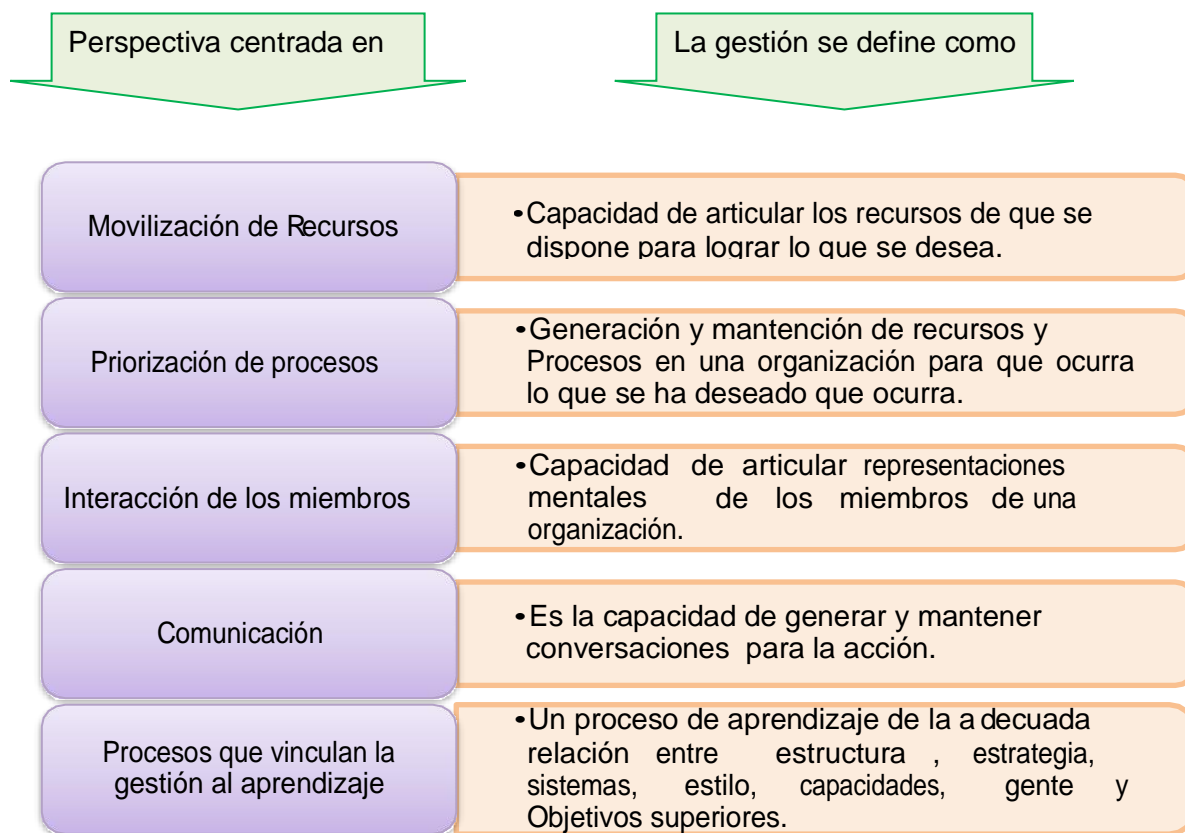 Perspectiva centrada en
La gestión se define como
Movilización de Recursos
•Capacidad de articular los recursos de que se
dispone para lograr lo que se desea.
Priorización de procesos
•Generación y mantención de recursos y
Procesos en una organización para que ocurra
lo que se ha deseado que ocurra.
Interacción de los miembros
•Capacidad de articular representaciones
mentales de los miembros de una
organización.
Comunicación
•Es la capacidad de generar y mantener
conversaciones para la acción.
Procesos que vinculan la
gestión al aprendizaje
•Un proceso de aprendizaje de la a decuada
relación entre estructura , estrategia,
sistemas, estilo, capacidades, gente y
Objetivos superiores.